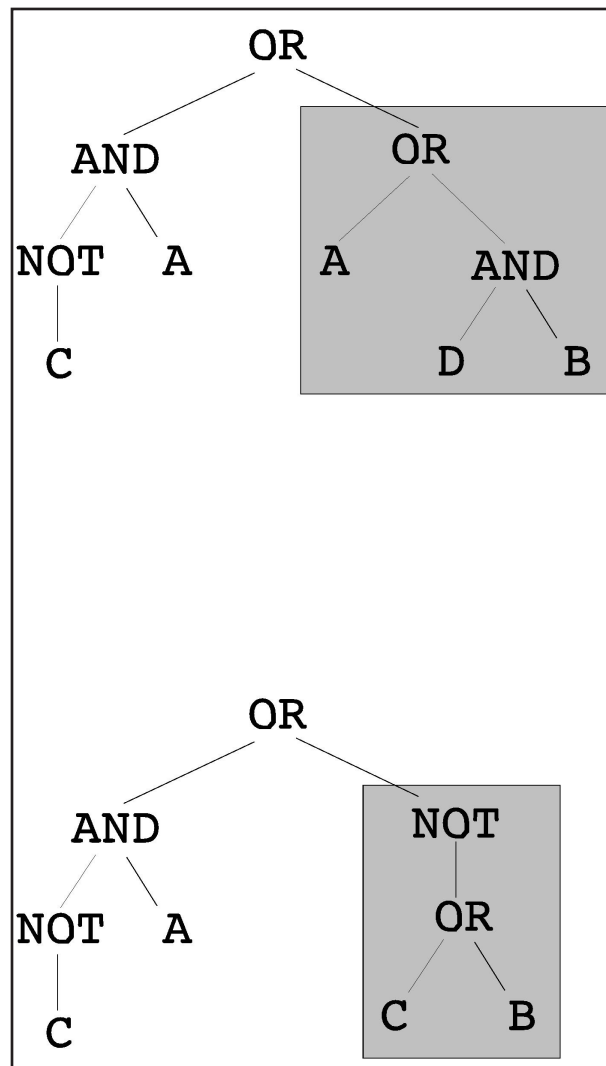 OR
AND OR
NOT A A AND
C D B
OR
AND NOT
NOT A OR
C C B